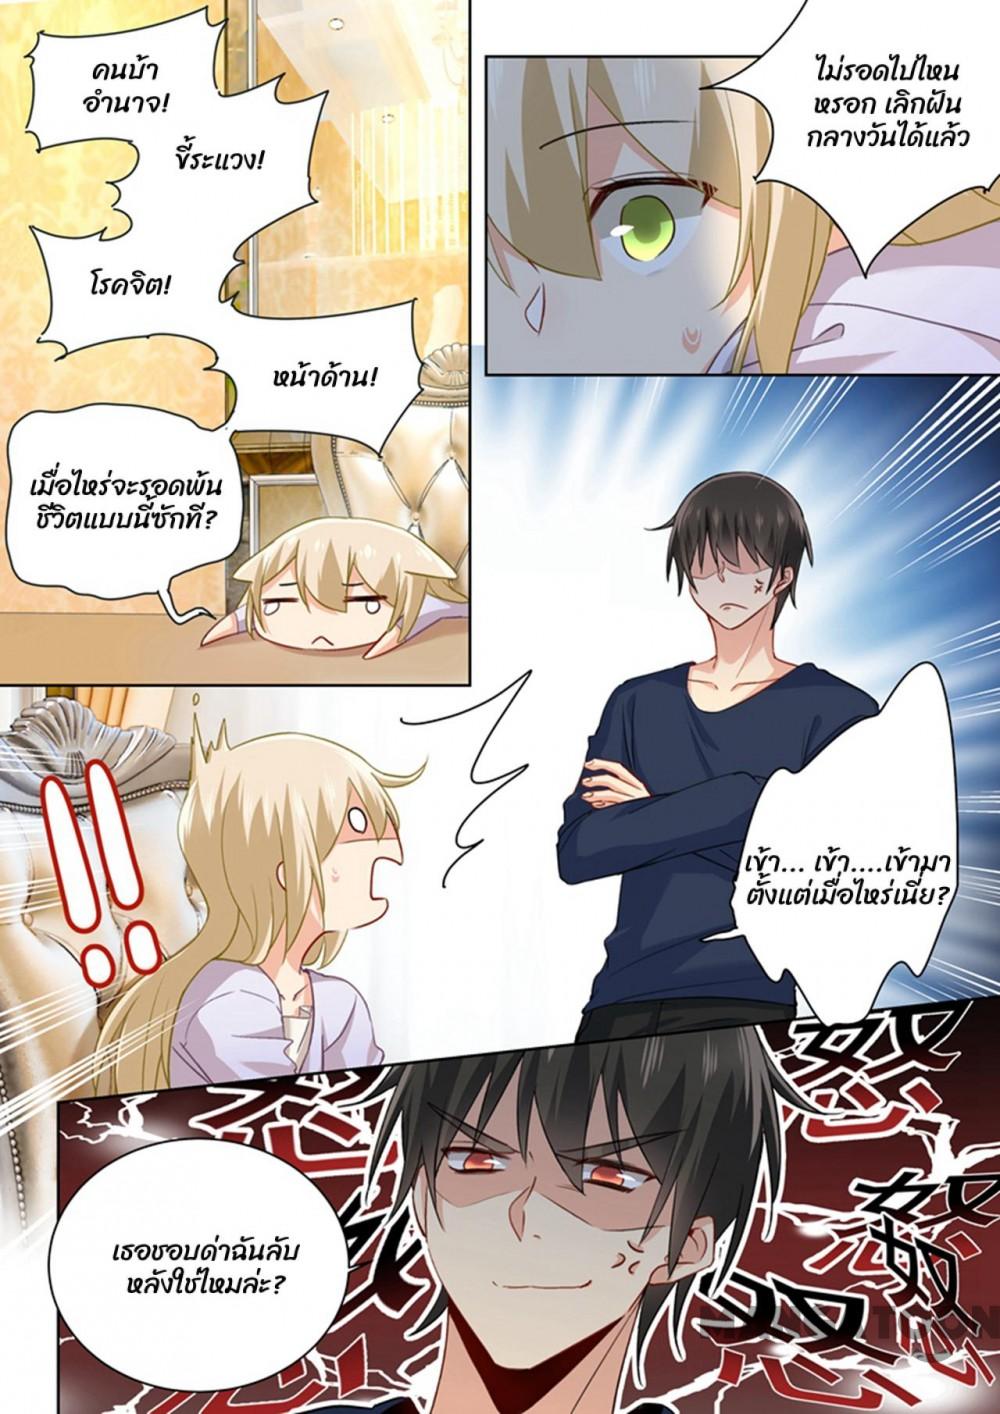 คนบ้า
อำนาจ!
ขี้ระแวง!
โรคจิต!
หน้าด้าน!
เมื่อไหร่จะรอดพ้น
ชีวิตแบบนี้ซักที?
ไม่รอดไปไหน
หรอก เลิกฝัน
กลางวันได้แล้ว
!!
เข้า... เข้า....เข้ามา
ตั้งแต่เมื่อไหร่เนี่ย?
เธอชอบด่าฉันลับ
หลังใช่ไหมล่ะ?
怒
怒
怒
怒
MANGATOON